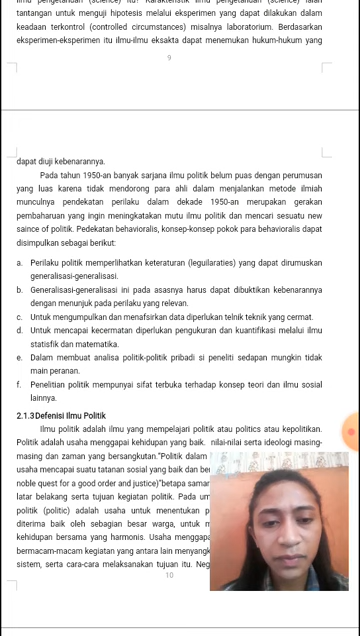 ilmu pengetahuan (science) itu? Karakteristik ilmu pengetahuan (science) ialah
tantangan untuk menguji hipotesis melalui eksperimen yang dapat dilakukan dalam
keadaan terkontrol (controlled circumstances) misalnya laboratorium. Berdasarkan
eksperimen-eksperimen itu ilmu-ilmu eksakta dapat menemukan hukum-hukum yang
9
dapat diuji kebenarannya.
Pada tahun 1950-an banyak sarjana ilmu politik belum puas dengan perumusan
yang luas karena tidak mendorong para ahli dalam menjalankan metode ilmiah
munculnya pendekatan perilaku dalam dekade 1950-an merupakan gerakan
pembaharuan yang ingin meningkatakan mutu ilmu politik dan mencari sesuatu new
saince of politik. Pedekatan behavioralis, konsep-konsep pokok para behavioralis dapat
disimpulkan sebagai berikut:
a. Perilaku politik memperlihatkan keteraturan (leguilaraties) yang dapat dirumuskan
generalisasi-generalisasi.
b. Generalisasi-generalisasi ini pada asasnya harus dapat dibuktikan kebenarannya
dengan menunjuk pada perilaku yang relevan.
c. Untuk mengumpulkan dan menafsirkan data diperlukan telnik teknik yang cermat.
d. Untuk mencapai kecermatan diperlukan pengukuran dan kuantifikasi melalui ilmu
statisfik dan matematika.
e. Dalam membuat analisa politik-politik pribadi si peneliti sedapan mungkin tidak
main peranan.
f. Penelitian politik mempunyai sifat terbuka terhadap konsep teori dan ilmu sosial
lainnya.
2.1.3 Defenisi Ilmu Politik
Ilmu politik adalah ilmu yang mempelajari politik atau politics atau kepolitikan.
Politik adalah usaha menggapai kehidupan yang baik. nilai-nilai serta ideologi masing-
masing dan zaman yang bersangkutan."Politik dalam
usaha mencapai suatu tatanan sosial yang baik dan
noble quest for a good order and justice)"betapa
latar belakang serta tujuan kegiatan politik. Pada
politik (politic) adalah usaha untuk menentukan
diterima baik oleh sebagian besar warga, untuk
kehidupan bersama yang harmonis. Usaha
bermacam-macam kegiatan yang antara lain
sistem, serta cara-cara melaksanakan tujuan itu.
10